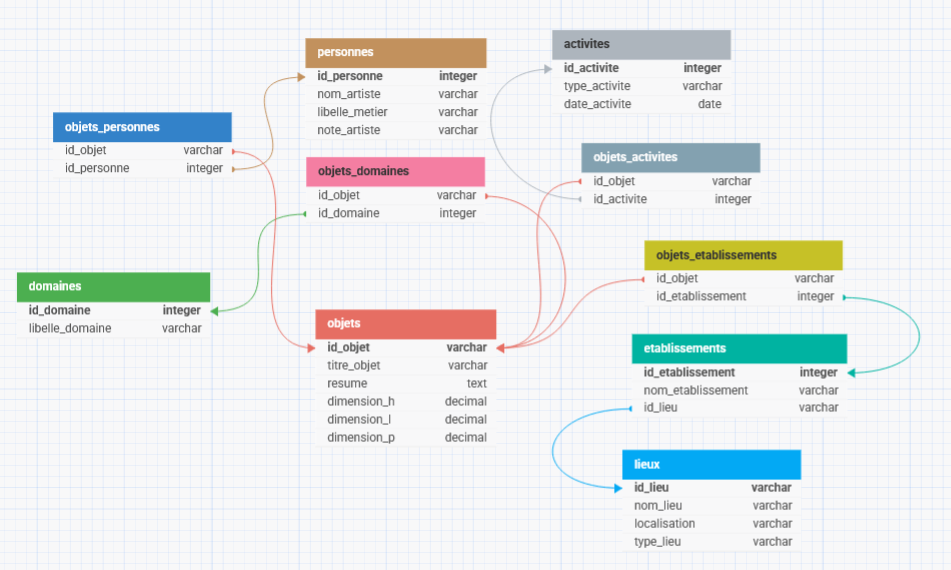 personnes
id_personne integer
nom_artiste varchar
libelle_metier varchar
note_artiste varchar
activites
id_activite integer
type_activite varchar
date_activite date
objets_personnes
id_objet varchar
id_personne integer
objets_domaines
id_objet varchar
id_domaine integer
objets_activites
id_objet varchar
id_activite integer
objets_etablissements
id_objet varchar
id_etablissement integer
domaines
id_domaine integer
libelle_domaine varchar
objets
id_objet varchar
titre_objet varchar
resume text
dimension_h decimal
dimension_l decimal
dimension_p decimal
etablissements
id_etablissement integer
nom_etablissement varchar
id_lieu varchar
lieux
id_lieu varchar
nom_lieu varchar
localisation varchar
type_lieu varchar